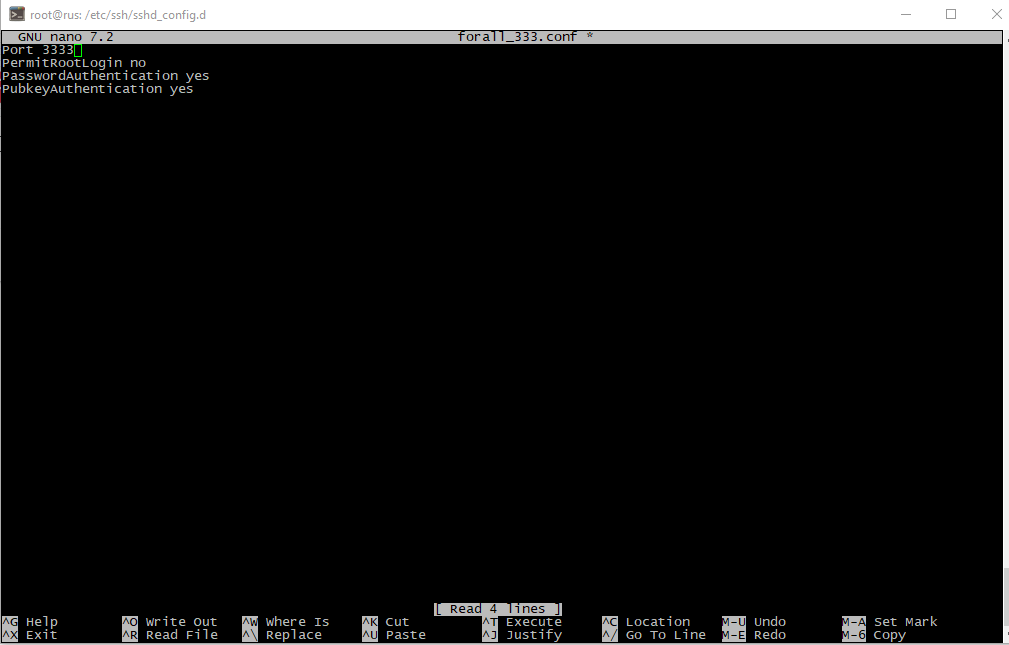 root@rus: /etc/ssh/sshd_config.d
GNU nano 7.2 forall_333.conf *
Port 3333
PermitRootLogin no
PasswordAuthentication yes
PubkeyAuthentication yes
[ Read 4 lines ]
^G Help ^O Write Out ^W Where Is ^K Cut ^T Execute ^C Location M-U Undo M-A Set Mark
^X Exit ^R Read File ^\ Replace ^U Paste ^J Justify ^/ Go To Line M-E Redo M-6 Copy